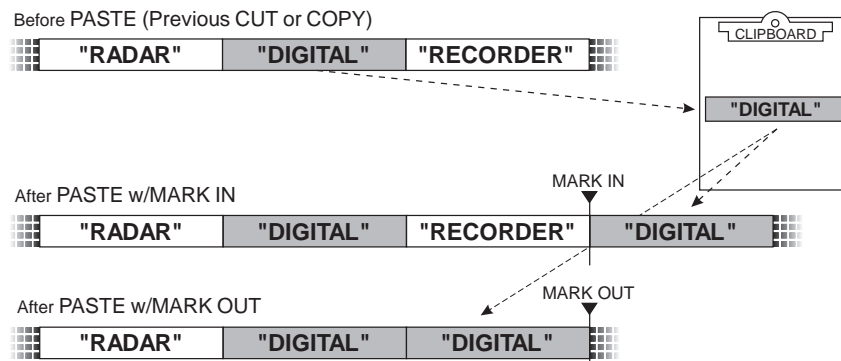 Before PASTE (Previous CUT or COPY)
CLIPBOARD
"RADAR" "DIGITAL" "RECORDER"
"DIGITAL"
After PASTE w/MARK IN
MARK IN
"RADAR" "DIGITAL" "RECORDER" "DIGITAL"
After PASTE w/MARK OUT
MARK OUT
"RADAR" "DIGITAL" "DIGITAL"